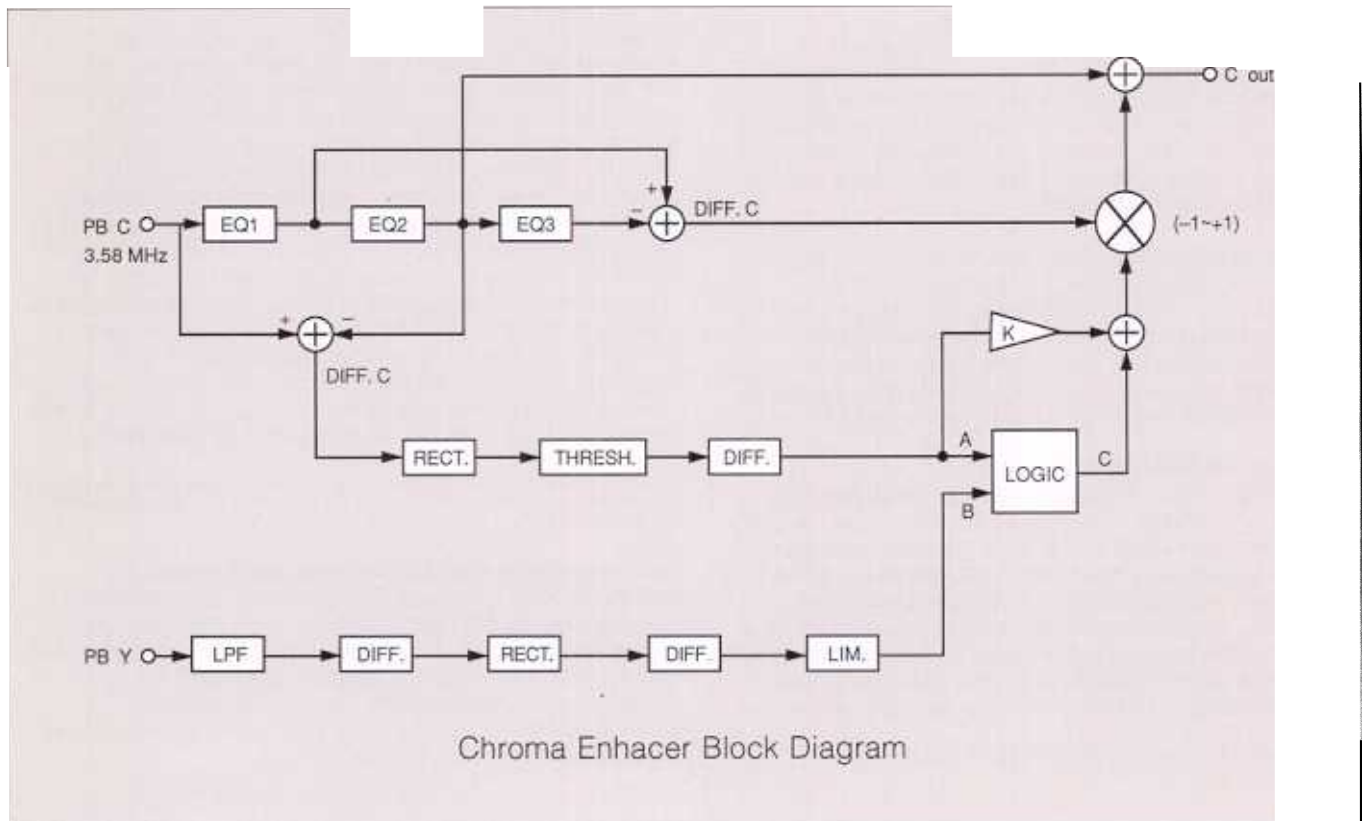 C out
+
DIFF. C
PB C
EQ1
EQ2
EQ3
−
(−1~+1)
3.58 MHz
+
−
K
DIFF. C
A
RECT.
THRESH.
DIFF.
LOGIC
C
B
PB Y
LPF
DIFF.
RECT.
DIFF.
LIM.
Chroma Enhacer Block Diagram